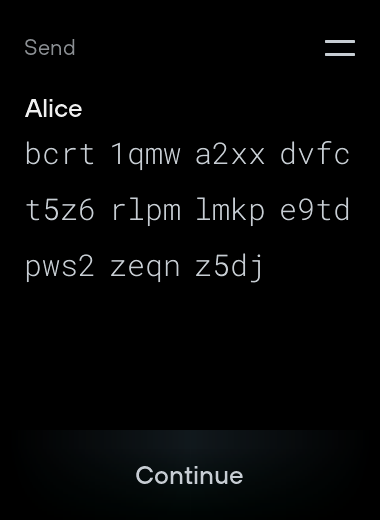 Send
Alice
bcrt 1qmw a2xx dvfc
t5z6 rlpm lmkp e9td
pws2 zeqn z5dj
Continue